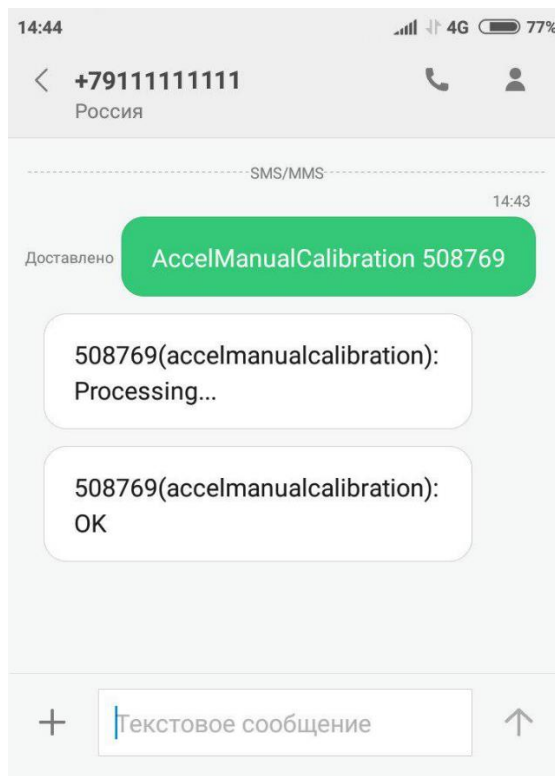 14:44 4G 77%
+79111111111
Россия
SMS/MMS
14:43
Доставлено AccelManualCalibration 508769
508769(accelmanualcalibration):
Processing...
508769(accelmanualcalibration):
OK
Текстовое сообщение